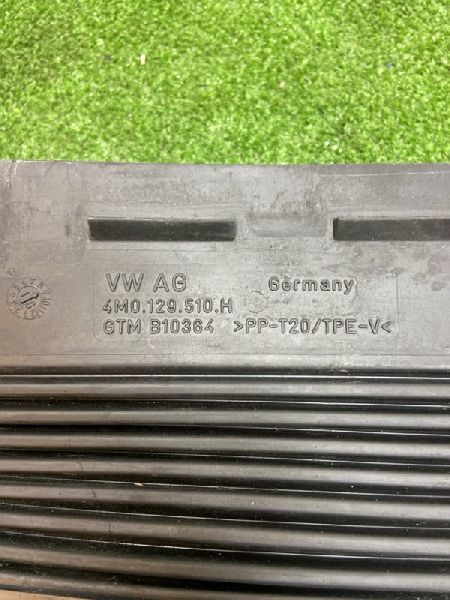 VW AG Germany
4M0.129.510.H
GTM B10364 >PP-T20/TPE-V<